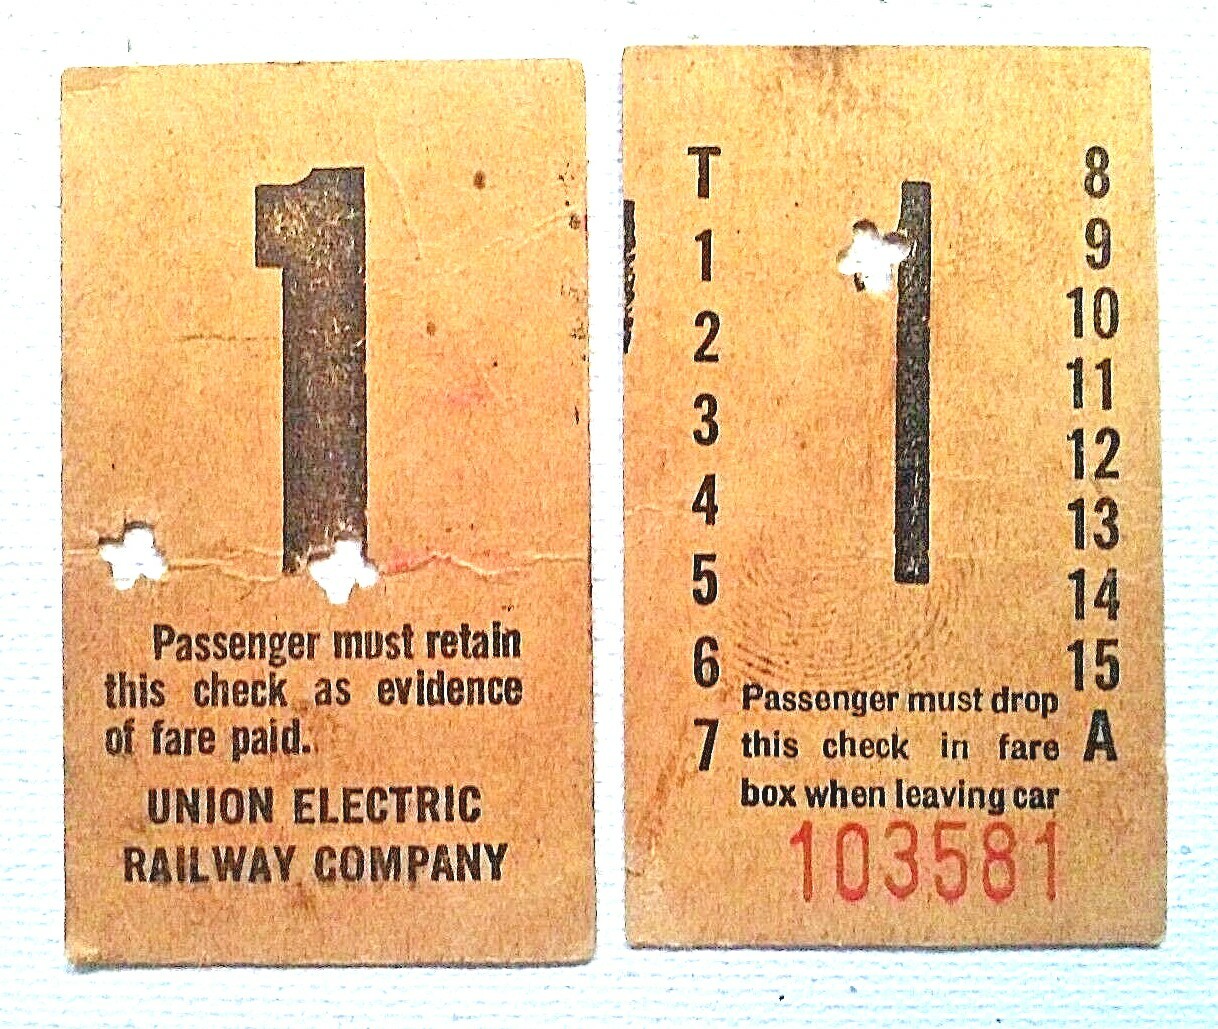 1
Passenger must retain
this check as evidence
of fare paid.
UNION ELECTRIC
RAILWAY COMPANY
1
T
1
2
3
4
5
6
7
8
9
10
11
12
13
14
15
A
Passenger must drop
this check in fare
box when leaving car
103581